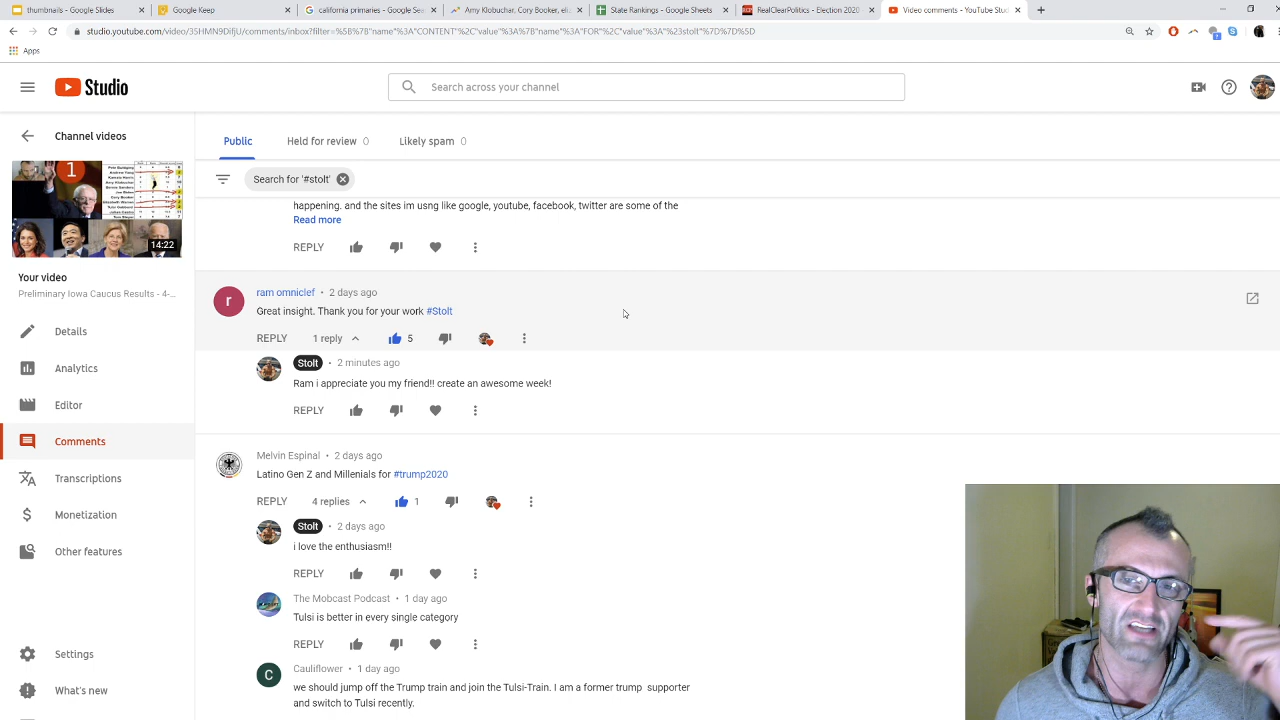 thumbnails - Google Slides
Google Keep
california primaries - Google Sea
Amy Klobuchar, Cory Booker, eliz
State Rankings - Google Sheets
RealClearPolitics - Election 2020
Video comments - YouTube Stu
studio.youtube.com/video/35HMN9DifjU/comments/inbox?filter=%5B%7B"name"%3A"CONTENT"%2C"value"%3A%7B"name"%3A"FOR"%2C"value"%3A"%23stolt"%7D%7D%5D
Apps
Studio
Search across your channel
Channel videos
1
14:22
Your video
Preliminary Iowa Caucus Results - 4-...
Details
Analytics
Editor
Comments
Transcriptions
Monetization
Other features
Settings
What's new
Public
Held for review 0
Likely spam 0
Search for '#stolt'
happening. and the sites im usng like google, youtube, facebook, twitter are some of the
Read more
REPLY
r
ram omniclef • 2 days ago
Great insight. Thank you for your work #Stolt
REPLY 1 reply 5
Stolt • 2 minutes ago
Ram i appreciate you my friend!! create an awesome week!
REPLY
Melvin Espinal • 2 days ago
Latino Gen Z and Millenials for #trump2020
REPLY 4 replies 1
Stolt • 2 days ago
i love the enthusiasm!!
REPLY
The Mobcast Podcast • 1 day ago
Tulsi is better in every single category
REPLY
C
Cauliflower • 1 day ago
we should jump off the Trump train and join the Tulsi-Train. I am a former trump supporter
and switch to Tulsi recently.